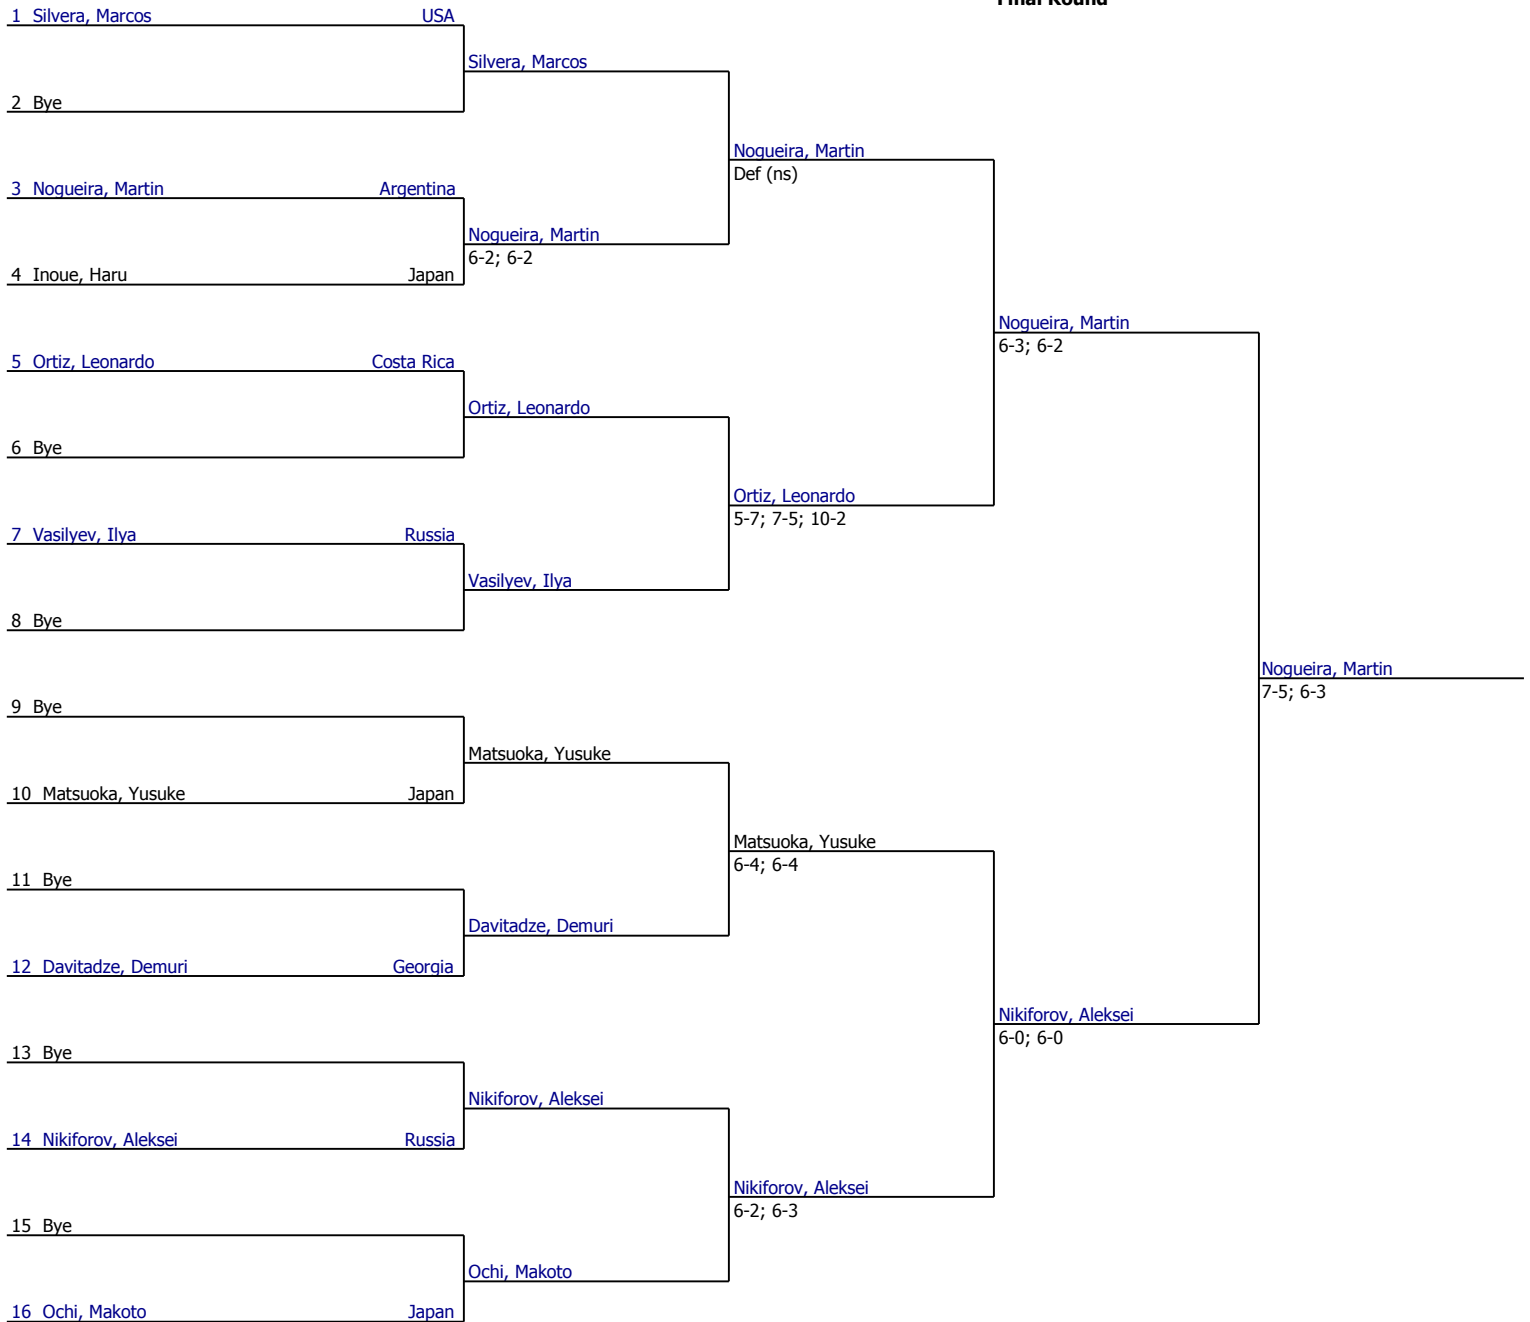 Final Round
1 Silvera, Marcos USA
Silvera, Marcos
2 Bye
Nogueira, Martin
Def (ns)
3 Nogueira, Martin Argentina
Nogueira, Martin
6-2; 6-2
4 Inoue, Haru Japan
Nogueira, Martin
6-3; 6-2
5 Ortiz, Leonardo Costa Rica
Ortiz, Leonardo
6 Bye
Ortiz, Leonardo
5-7; 7-5; 10-2
7 Vasilyev, Ilya Russia
Vasilyev, Ilya
8 Bye
Nogueira, Martin
7-5; 6-3
9 Bye
Matsuoka, Yusuke
10 Matsuoka, Yusuke Japan
Matsuoka, Yusuke
6-4; 6-4
11 Bye
Davitadze, Demuri
12 Davitadze, Demuri Georgia
Nikiforov, Aleksei
6-0; 6-0
13 Bye
Nikiforov, Aleksei
14 Nikiforov, Aleksei Russia
Nikiforov, Aleksei
6-2; 6-3
15 Bye
Ochi, Makoto
16 Ochi, Makoto Japan